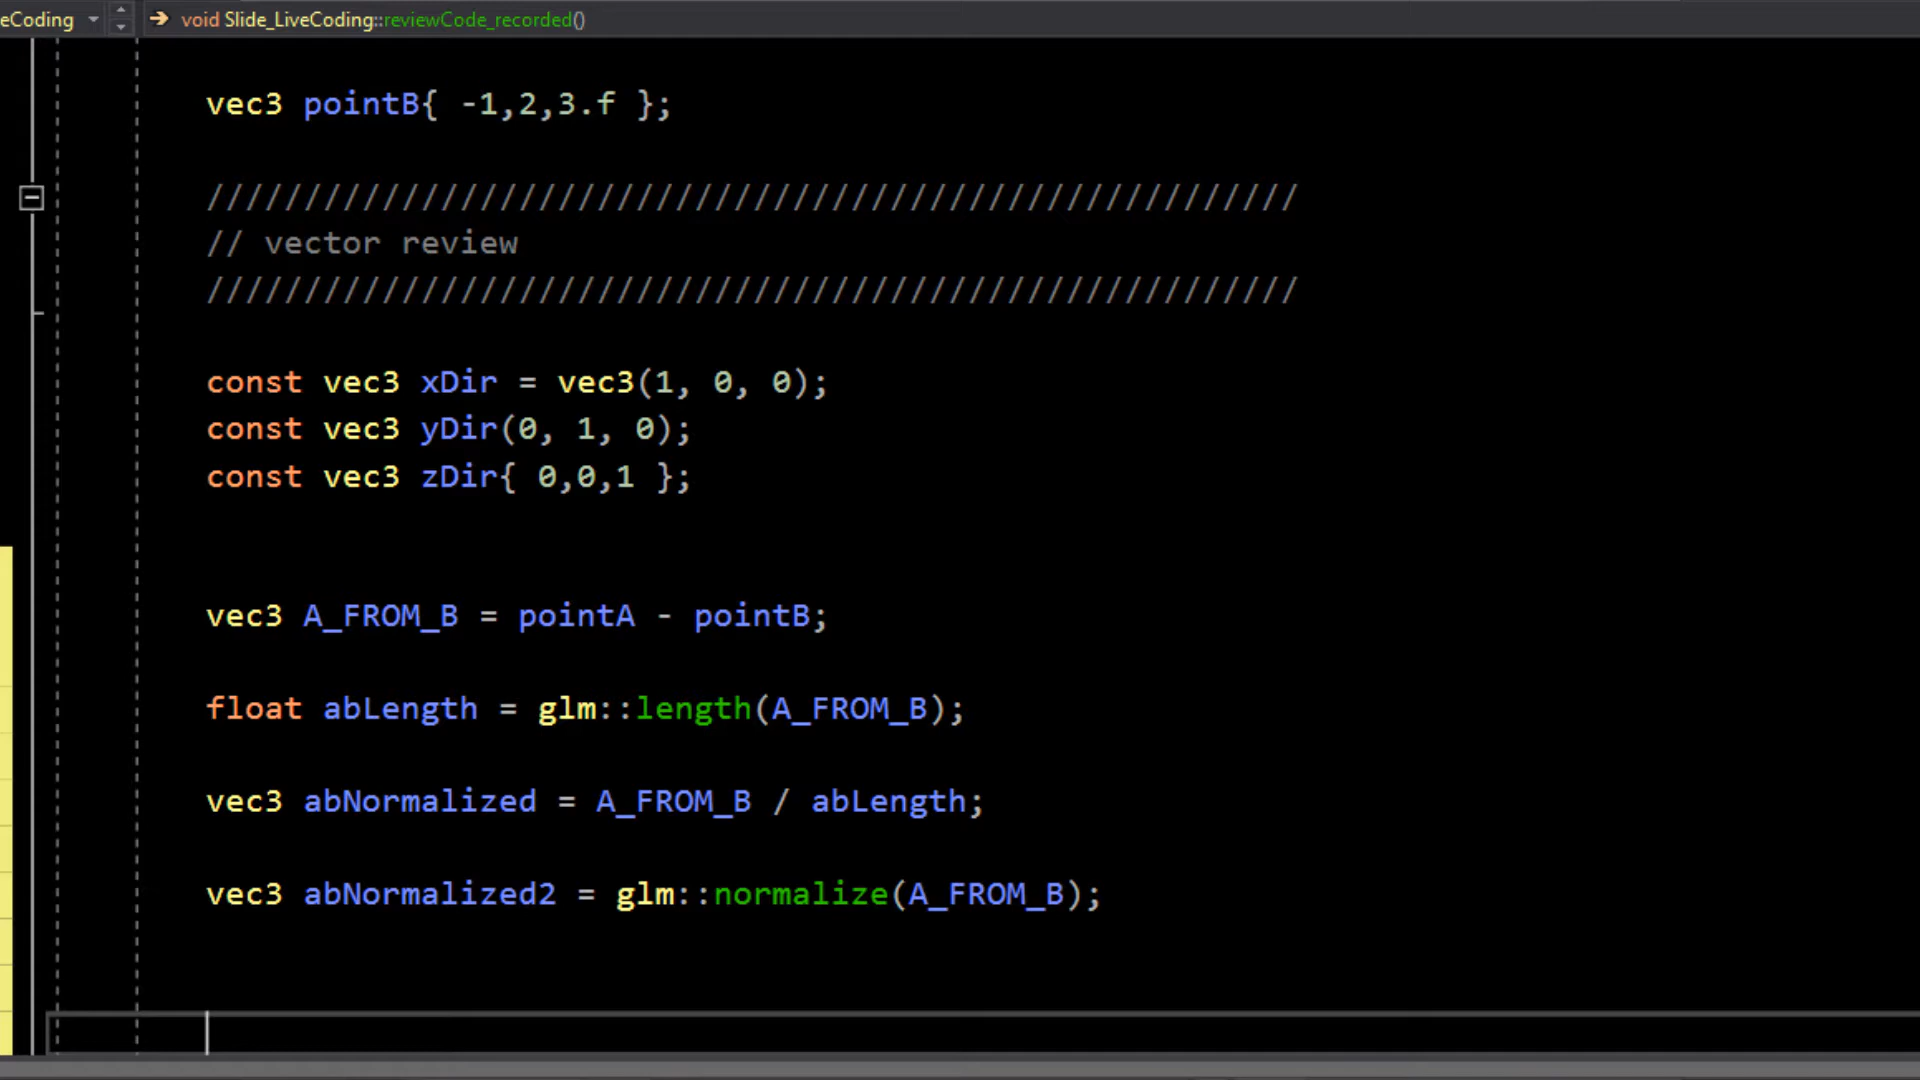 eCoding void Slide_LiveCoding::reviewCode_recorded()
vec3 pointB{ -1,2,3.f };
////////////////////////////////////////////////////////
// vector review
////////////////////////////////////////////////////////
const vec3 xDir = vec3(1, 0, 0);
const vec3 yDir(0, 1, 0);
const vec3 zDir{ 0,0,1 };
vec3 A_FROM_B = pointA - pointB;
float abLength = glm::length(A_FROM_B);
vec3 abNormalized = A_FROM_B / abLength;
vec3 abNormalized2 = glm::normalize(A_FROM_B);